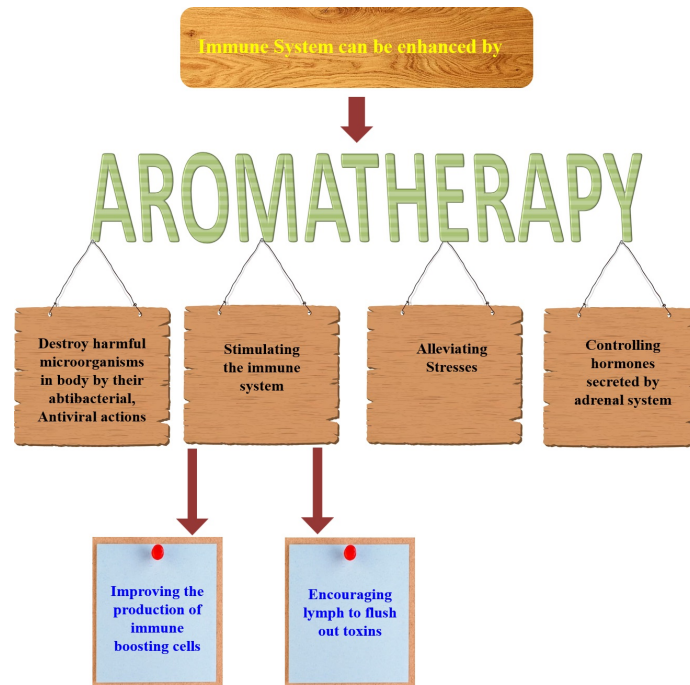 Immune System can be enhanced by
AROMATHERAPY
Destroy harmful
microorganisms
in body by their
abtibacterial,
Antiviral actions
Stimulating
the immune
system
Alleviating
Stresses
Controlling
hormones
secreted by
adrenal system
Improving the
production of
immune
boosting cells
Encouraging
lymph to flush
out toxins